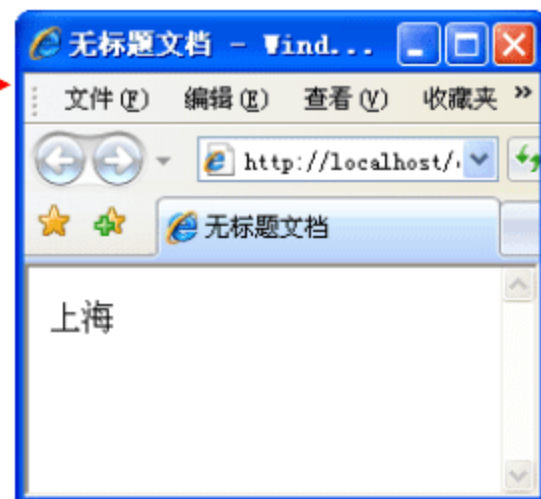 无标题文档 - Wind...
文件(F) 编辑(E) 查看(V) 收藏夹 »
http://localhost/
无标题文档
上海